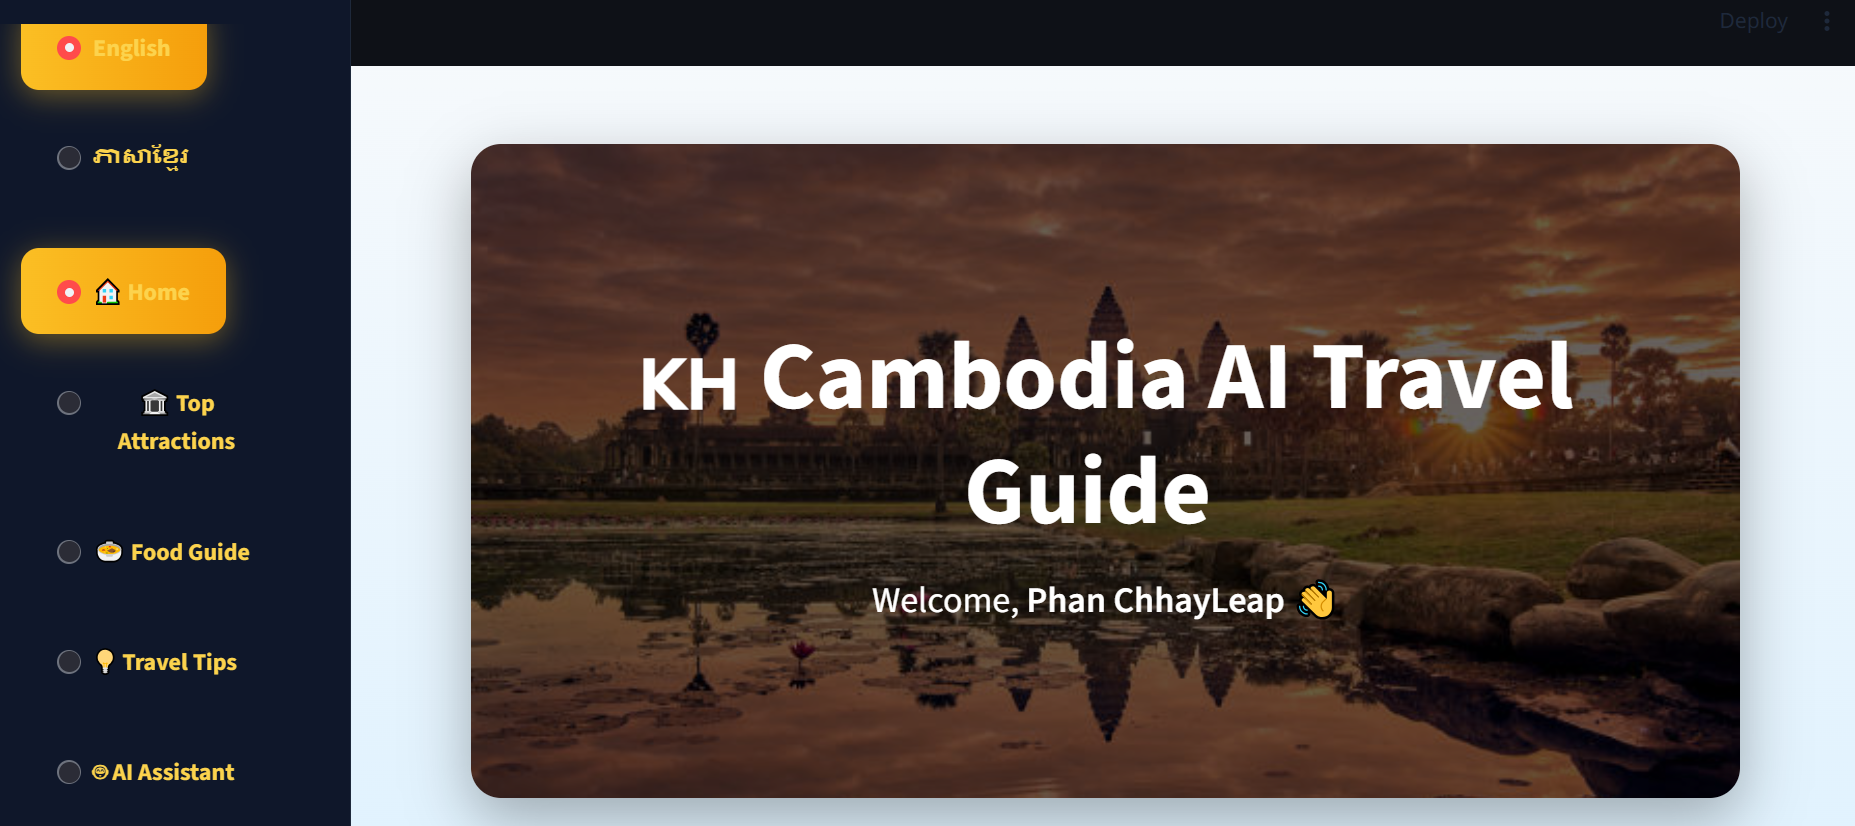 English
ភាសាខ្មែរ
🏠 Home
🏛️ Top
Attractions
🍲 Food Guide
💡 Travel Tips
AI Assistant
Deploy
KH Cambodia AI Travel
Guide
Welcome, Phan ChhayLeap 👋